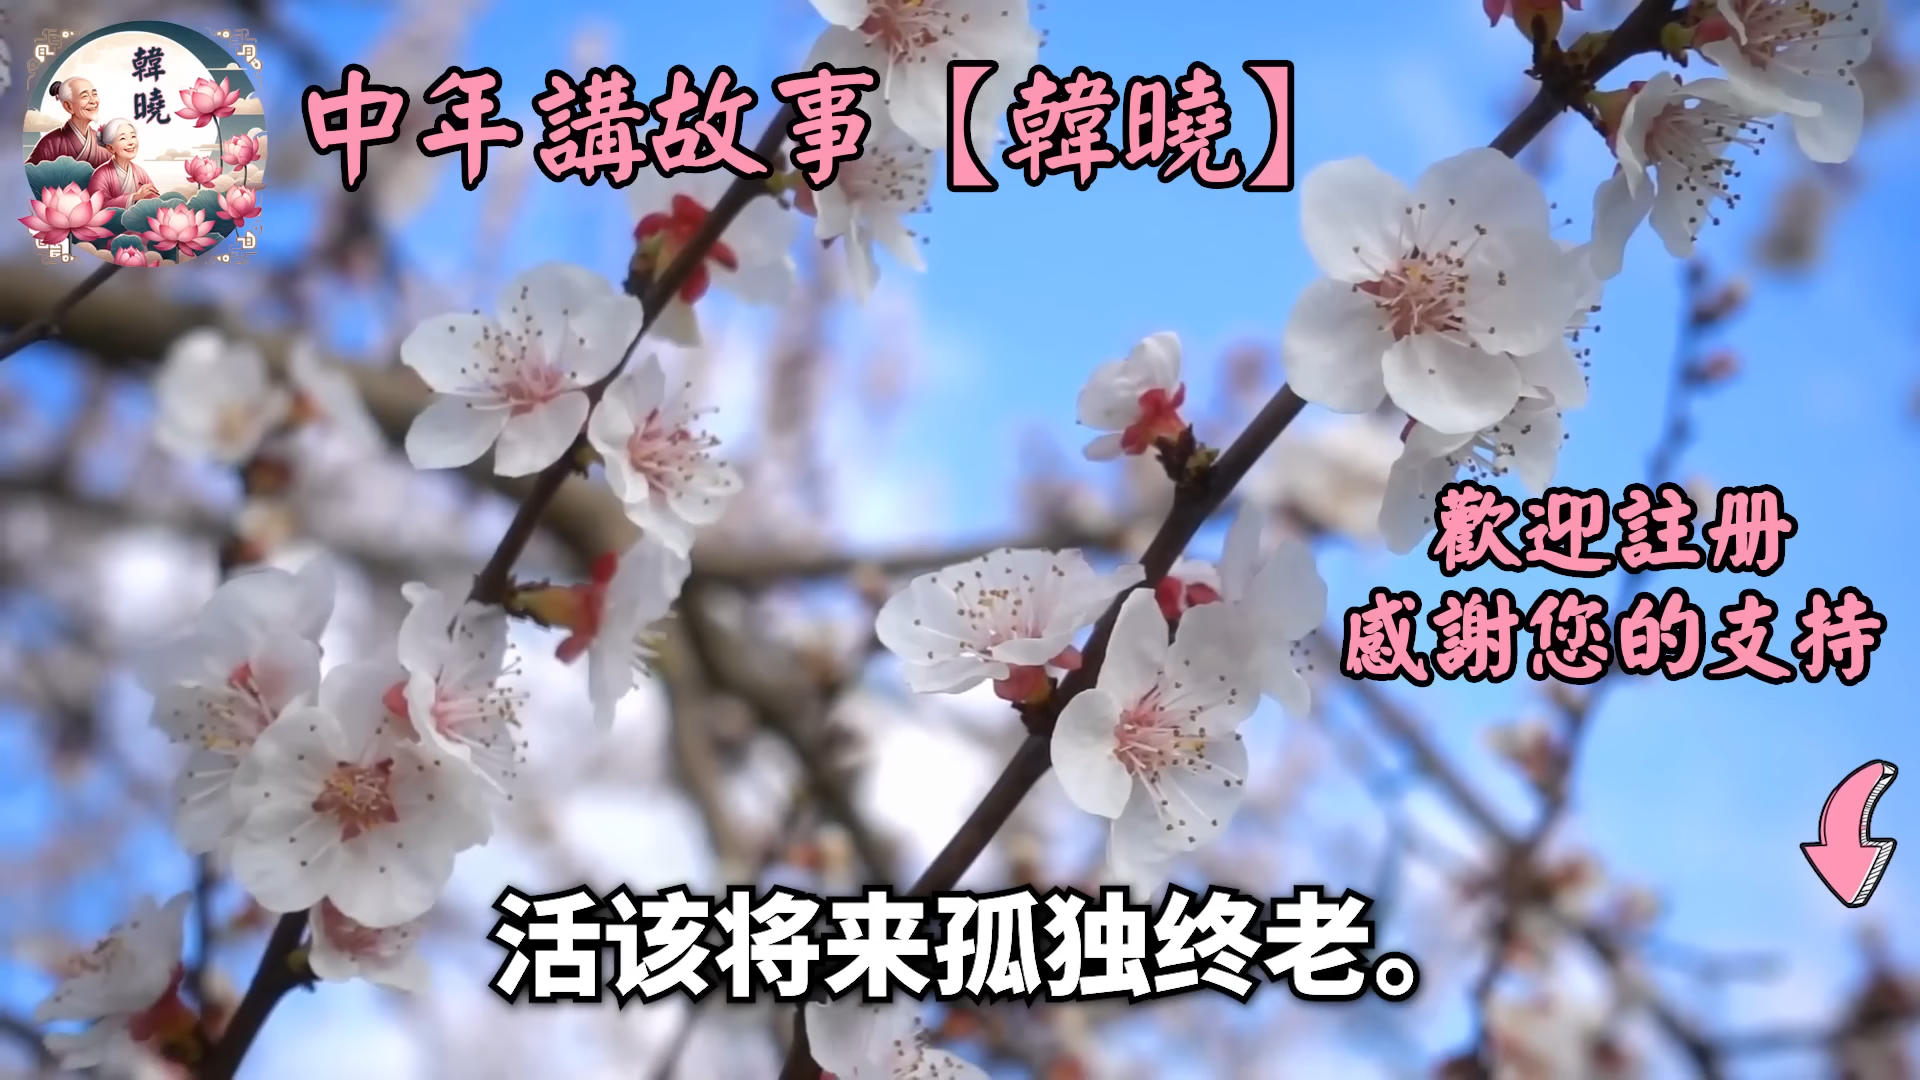 韓曉
中年講故事【韓曉】
歡迎註册
感謝您的支持
活该将来孤独终老。